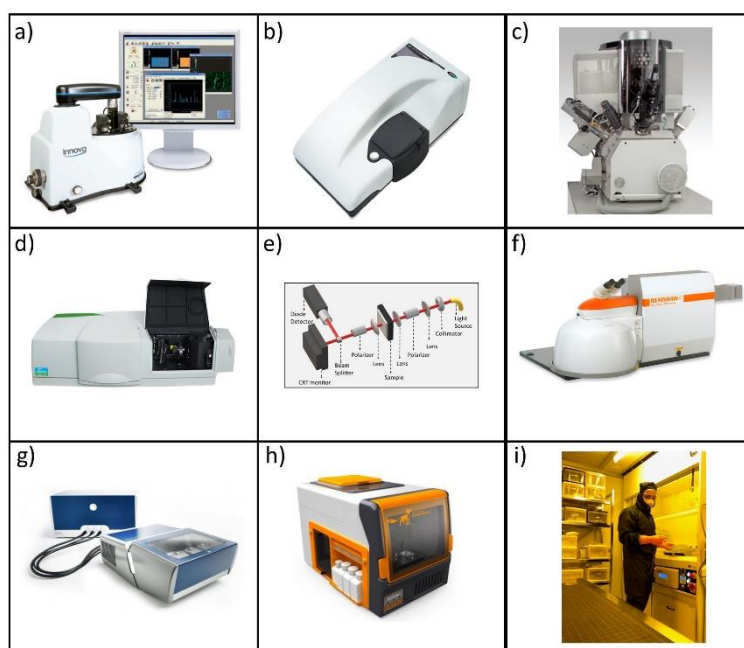 a)
b)
c)
Innova
d)
e)
Diode
Detector
Light
Source
Collimator
Lens
Polarizer
Lens
Sample
Lens
Polarizer
Beam
Splitter
CRT monitor
f)
RENISHAW
g)
h)
i)